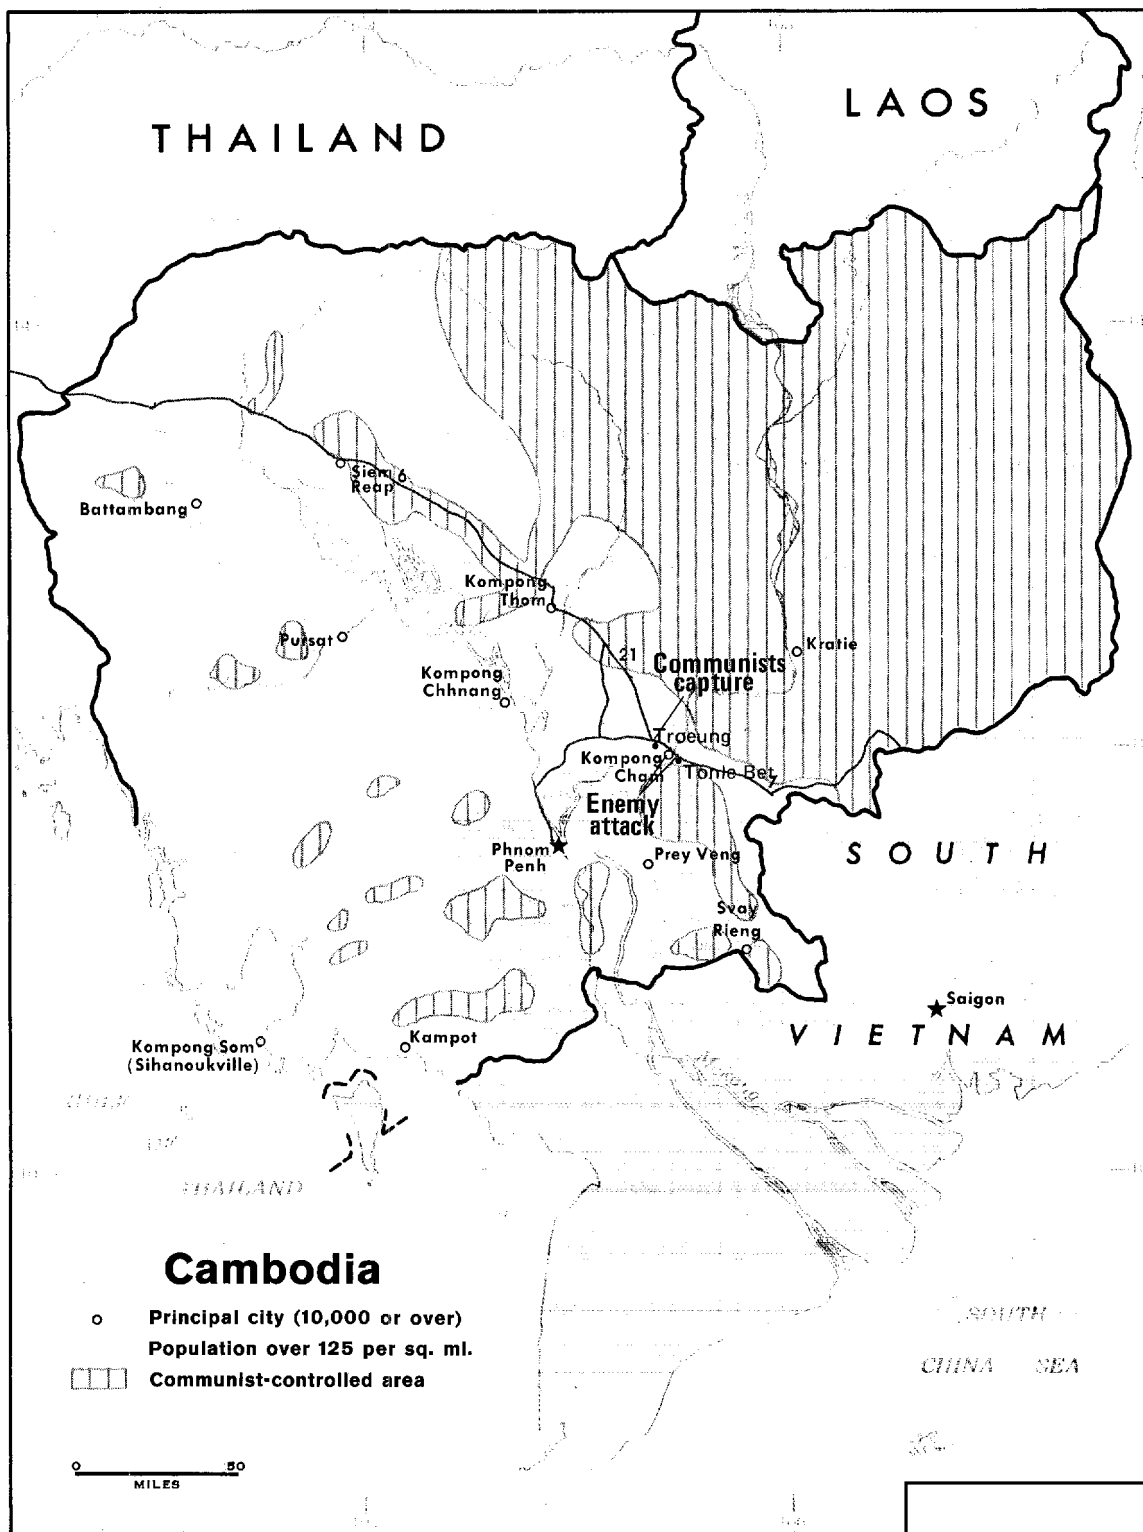 THAILAND
LAOS
Siem
Reap
6
Battambang
Kompong
Thom
Pursat
21
Communists
capture
Kratie
Kompong
Chhnang
Troeung
Kompong
Cham
Tonle Bet
7
Enemy
attack
Phnom
Penh
Prey Veng
SOUTH
Svay
Rieng
Saigon
VIETNAM
Kompong Som
(Sihanoukville)
Kampot
THAILAND
Cambodia
Principal city (10,000 or over)
Population over 125 per sq. mi.
Communist-controlled area
SOUTH
CHINA SEA
0 50
MILES